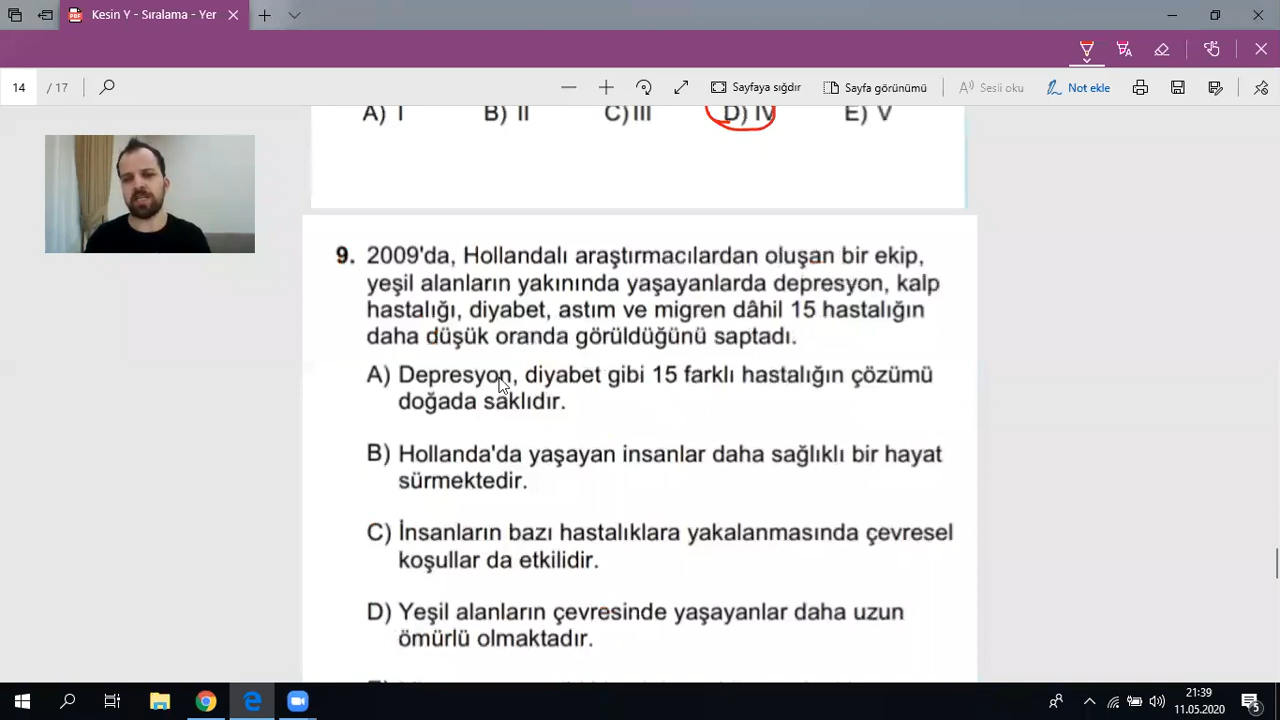 Kesin Y - Sıralama - Yer
14 / 17
Sayfaya sığdır
Sayfa görünümü
Sesli oku
Not ekle
A) I B) II C) III D) IV E) V
9. 2009'da, Hollandalı araştırmacılardan oluşan bir ekip,
yeşil alanların yakınında yaşayanlarda depresyon, kalp
hastalığı, diyabet, astım ve migren dâhil 15 hastalığın
daha düşük oranda görüldüğünü saptadı.
A) Depresyon, diyabet gibi 15 farklı hastalığın çözümü
doğada saklıdır.
B) Hollanda'da yaşayan insanlar daha sağlıklı bir hayat
sürmektedir.
C) İnsanların bazı hastalıklara yakalanmasında çevresel
koşullar da etkilidir.
D) Yeşil alanların çevresinde yaşayanlar daha uzun
ömürlü olmaktadır.
21:39
11.05.2020
5